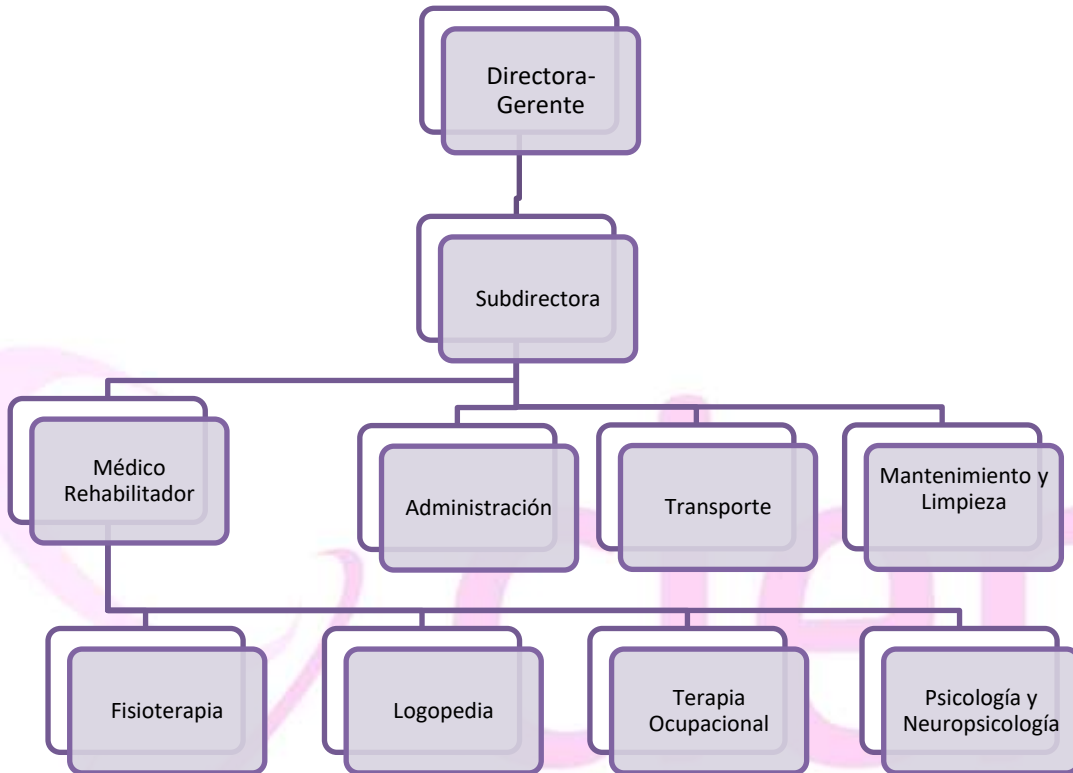 Directora-
Gerente
Subdirectora
Médico
Rehabilitador
Administración
Transporte
Mantenimiento y
Limpieza
Fisioterapia
Logopedia
Terapia
Ocupacional
Psicología y
Neuropsicología